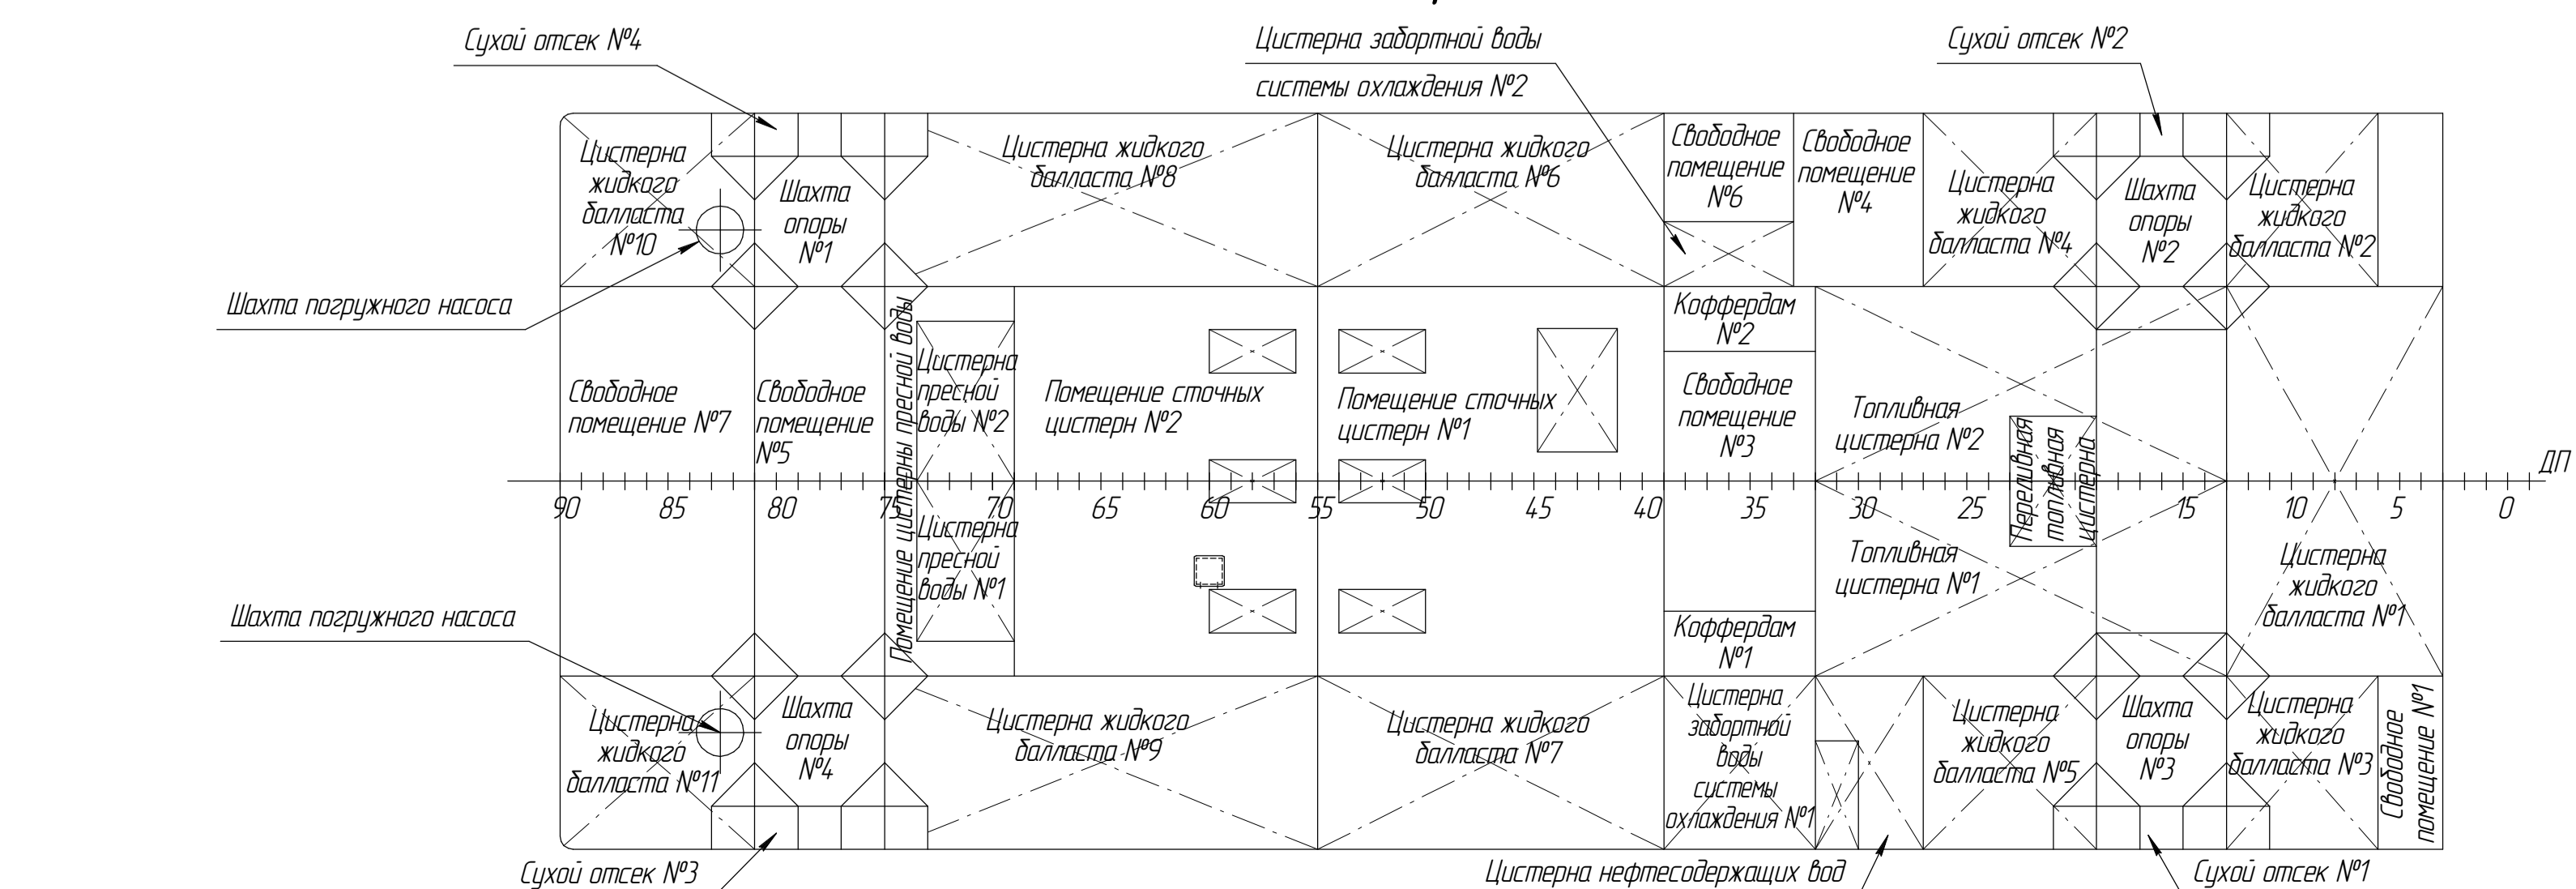 Сухой отсек №4
Цистерна забортной воды
системы охлаждения №2
Сухой отсек №2
Цистерна
жидкого
балласта
№10
Шахта
опоры
№1
Цистерна жидкого
балласта №8
Цистерна жидкого
балласта №6
Свободное
помещение
№6
Свободное
помещение
№4
Цистерна
жидкого
балласта №4
Шахта
опоры
№2
Цистерна
жидкого
балласта №2
Шахта погружного насоса
Свободное
помещение №7
Свободное
помещение
№5
Помещение цистерны пресной воды
Цистерна
пресной
воды №2
Помещение сточных
цистерн №2
Помещение сточных
цистерн №1
Коффердам
№2
Свободное
помещение
№3
Топливная
цистерна №2
Переливная
топливная
цистерна
ДП
90 85 80 75 70 65 60 55 50 45 40 35 30 25 15 10 5 0
Цистерна
пресной
воды №1
Топливная
цистерна №1
Цистерна
жидкого
балласта №1
Шахта погружного насоса
Коффердам
№1
Цистерна
жидкого
балласта №11
Шахта
опоры
№4
Цистерна жидкого
балласта №9
Цистерна жидкого
балласта №7
Цистерна
забортной
воды
системы
охлаждения №1
Цистерна
жидкого
балласта №5
Шахта
опоры
№3
Цистерна
жидкого
балласта №3
Свободное
помещение №1
Сухой отсек №3
Цистерна нефтесодержащих вод
Сухой отсек №1